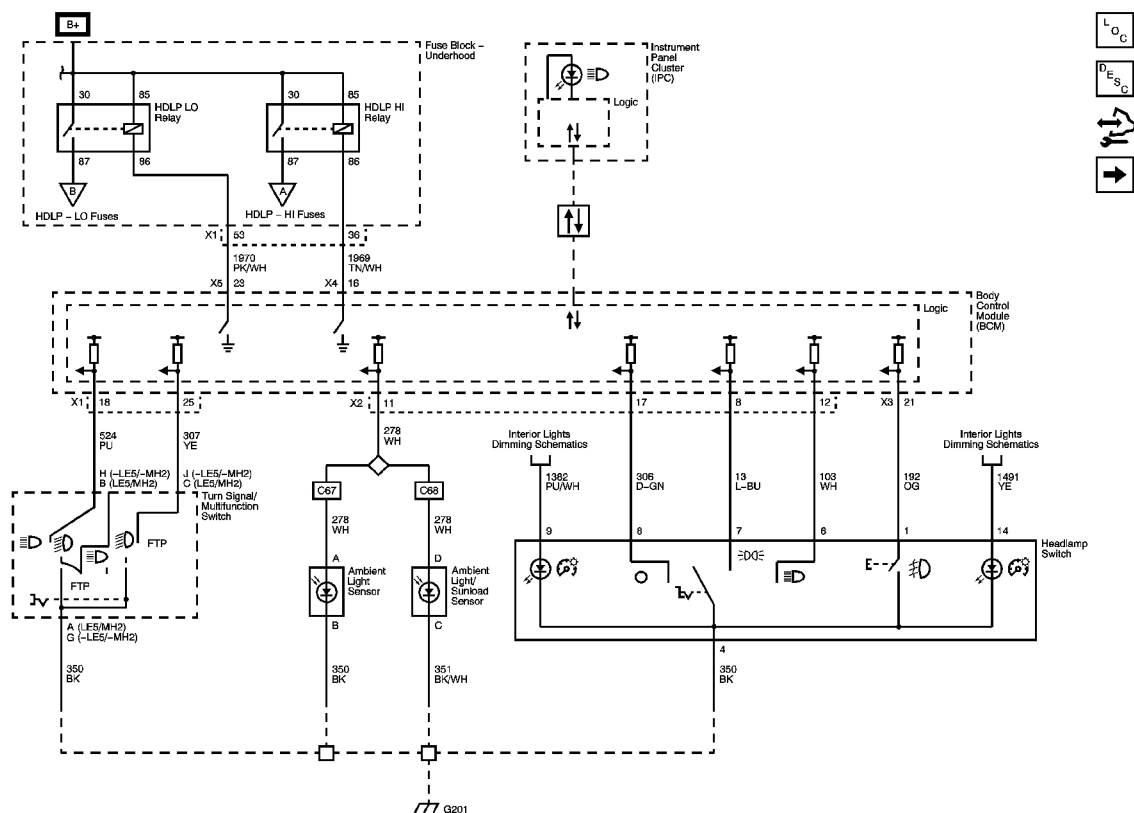 B+
Fuse Block –
Underhood
Instrument
Panel
Cluster
(IPC)
Logic
LOC
DESC
30
85
HDLP LO
Relay
30
85
HDLP HI
Relay
87
86
87
86
B
A
HDLP – LO Fuses
HDLP – HI Fuses
X1
53
36
1970
PK/WH
1969
TN/WH
X5
23
X4
16
Body
Control
Module
(BCM)
Logic
X1
18
25
X2
11
17
8
12
X3
21
524
PU
307
YE
278
WH
Interior Lights
Dimming Schematics
Interior Lights
Dimming Schematics
H (–LE5/–MH2)
B (LE5/MH2)
J (–LE5/–MH2)
C (LE5/MH2)
Turn Signal/
Multifunction
Switch
C67
C68
1382
PU/WH
306
D–GN
13
L–BU
103
WH
192
OG
1491
YE
278
WH
278
WH
9
8
7
6
1
14
Headlamp
Switch
FTP
FTP
A
D
Ambient
Light
Sensor
Ambient
Light/
Sunload
Sensor
B
C
A (LE5/MH2)
G (–LE5/–MH2)
4
350
BK
350
BK
351
BK/WH
350
BK
G201